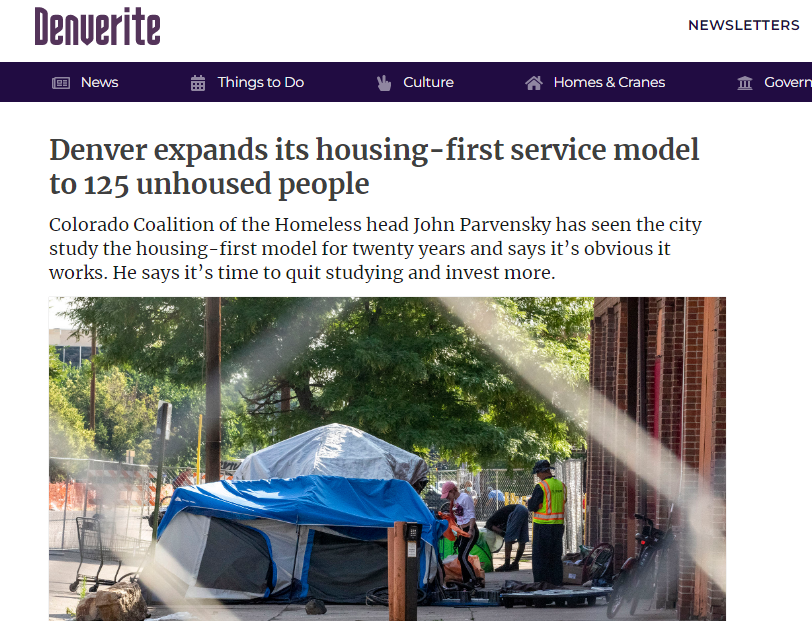 Denverite
NEWSLETTERS
News
Things to Do
Culture
Homes & Cranes
Govern
Denver expands its housing-first service model
to 125 unhoused people
Colorado Coalition of the Homeless head John Parvensky has seen the city
study the housing-first model for twenty years and says it’s obvious it
works. He says it’s time to quit studying and invest more.